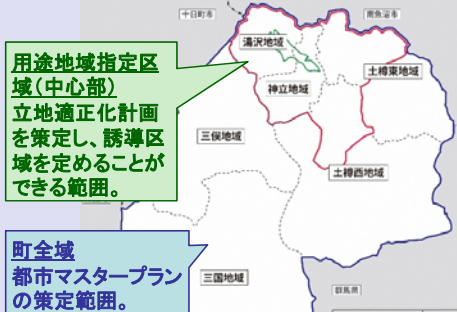 十日町市
南魚沼市
湯沢地域
土樽東地域
神立地域
三俣地域
土樽西地域
三国地域
群馬県
用途地域指定区
域(中心部)
立地適正化計画
を策定し、誘導区
域を定めることが
できる範囲。
町全域
都市マスタープラン
の策定範囲。